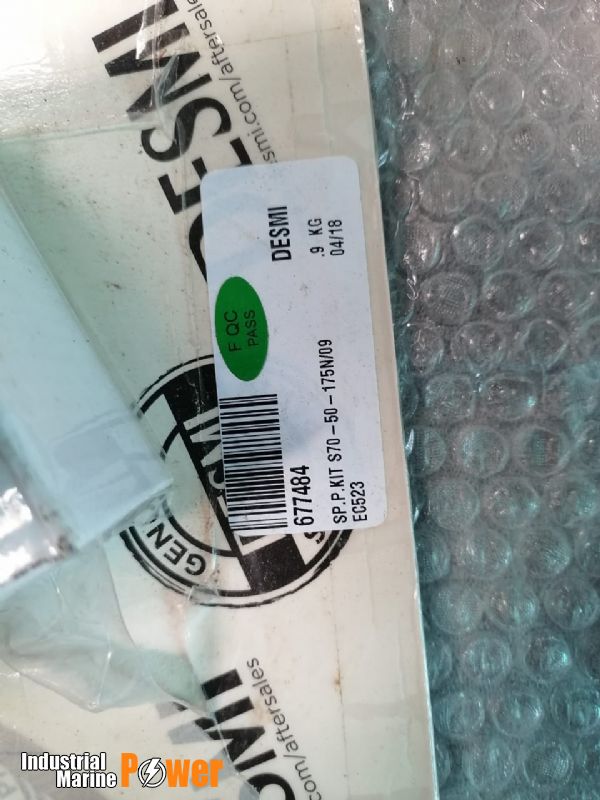 DESMI
desmi.com/aftersales
DESMI
.9 KG
04/18
F QC
PASS
677484
SP.P.KIT S70-50-175N/09
EC523
GEN
.com/aftersales
Industrial
Marine Power